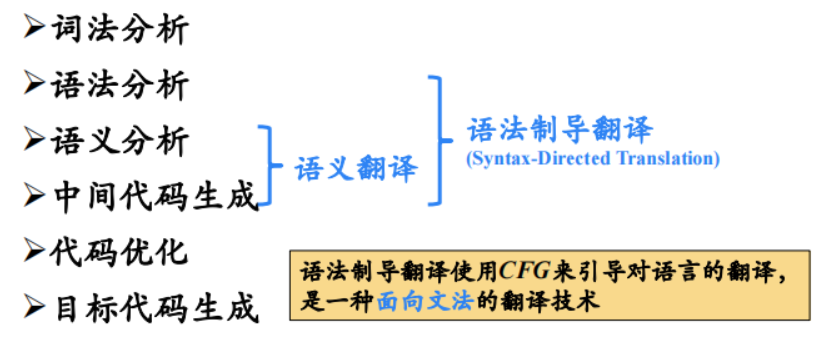 ➢词法分析
➢语法分析
➢语义分析
➢中间代码生成
➢代码优化
➢目标代码生成
语义翻译
语法制导翻译
(Syntax-Directed Translation)
语法制导翻译使用CFG来引导对语言的翻译，
是一种面向文法的翻译技术